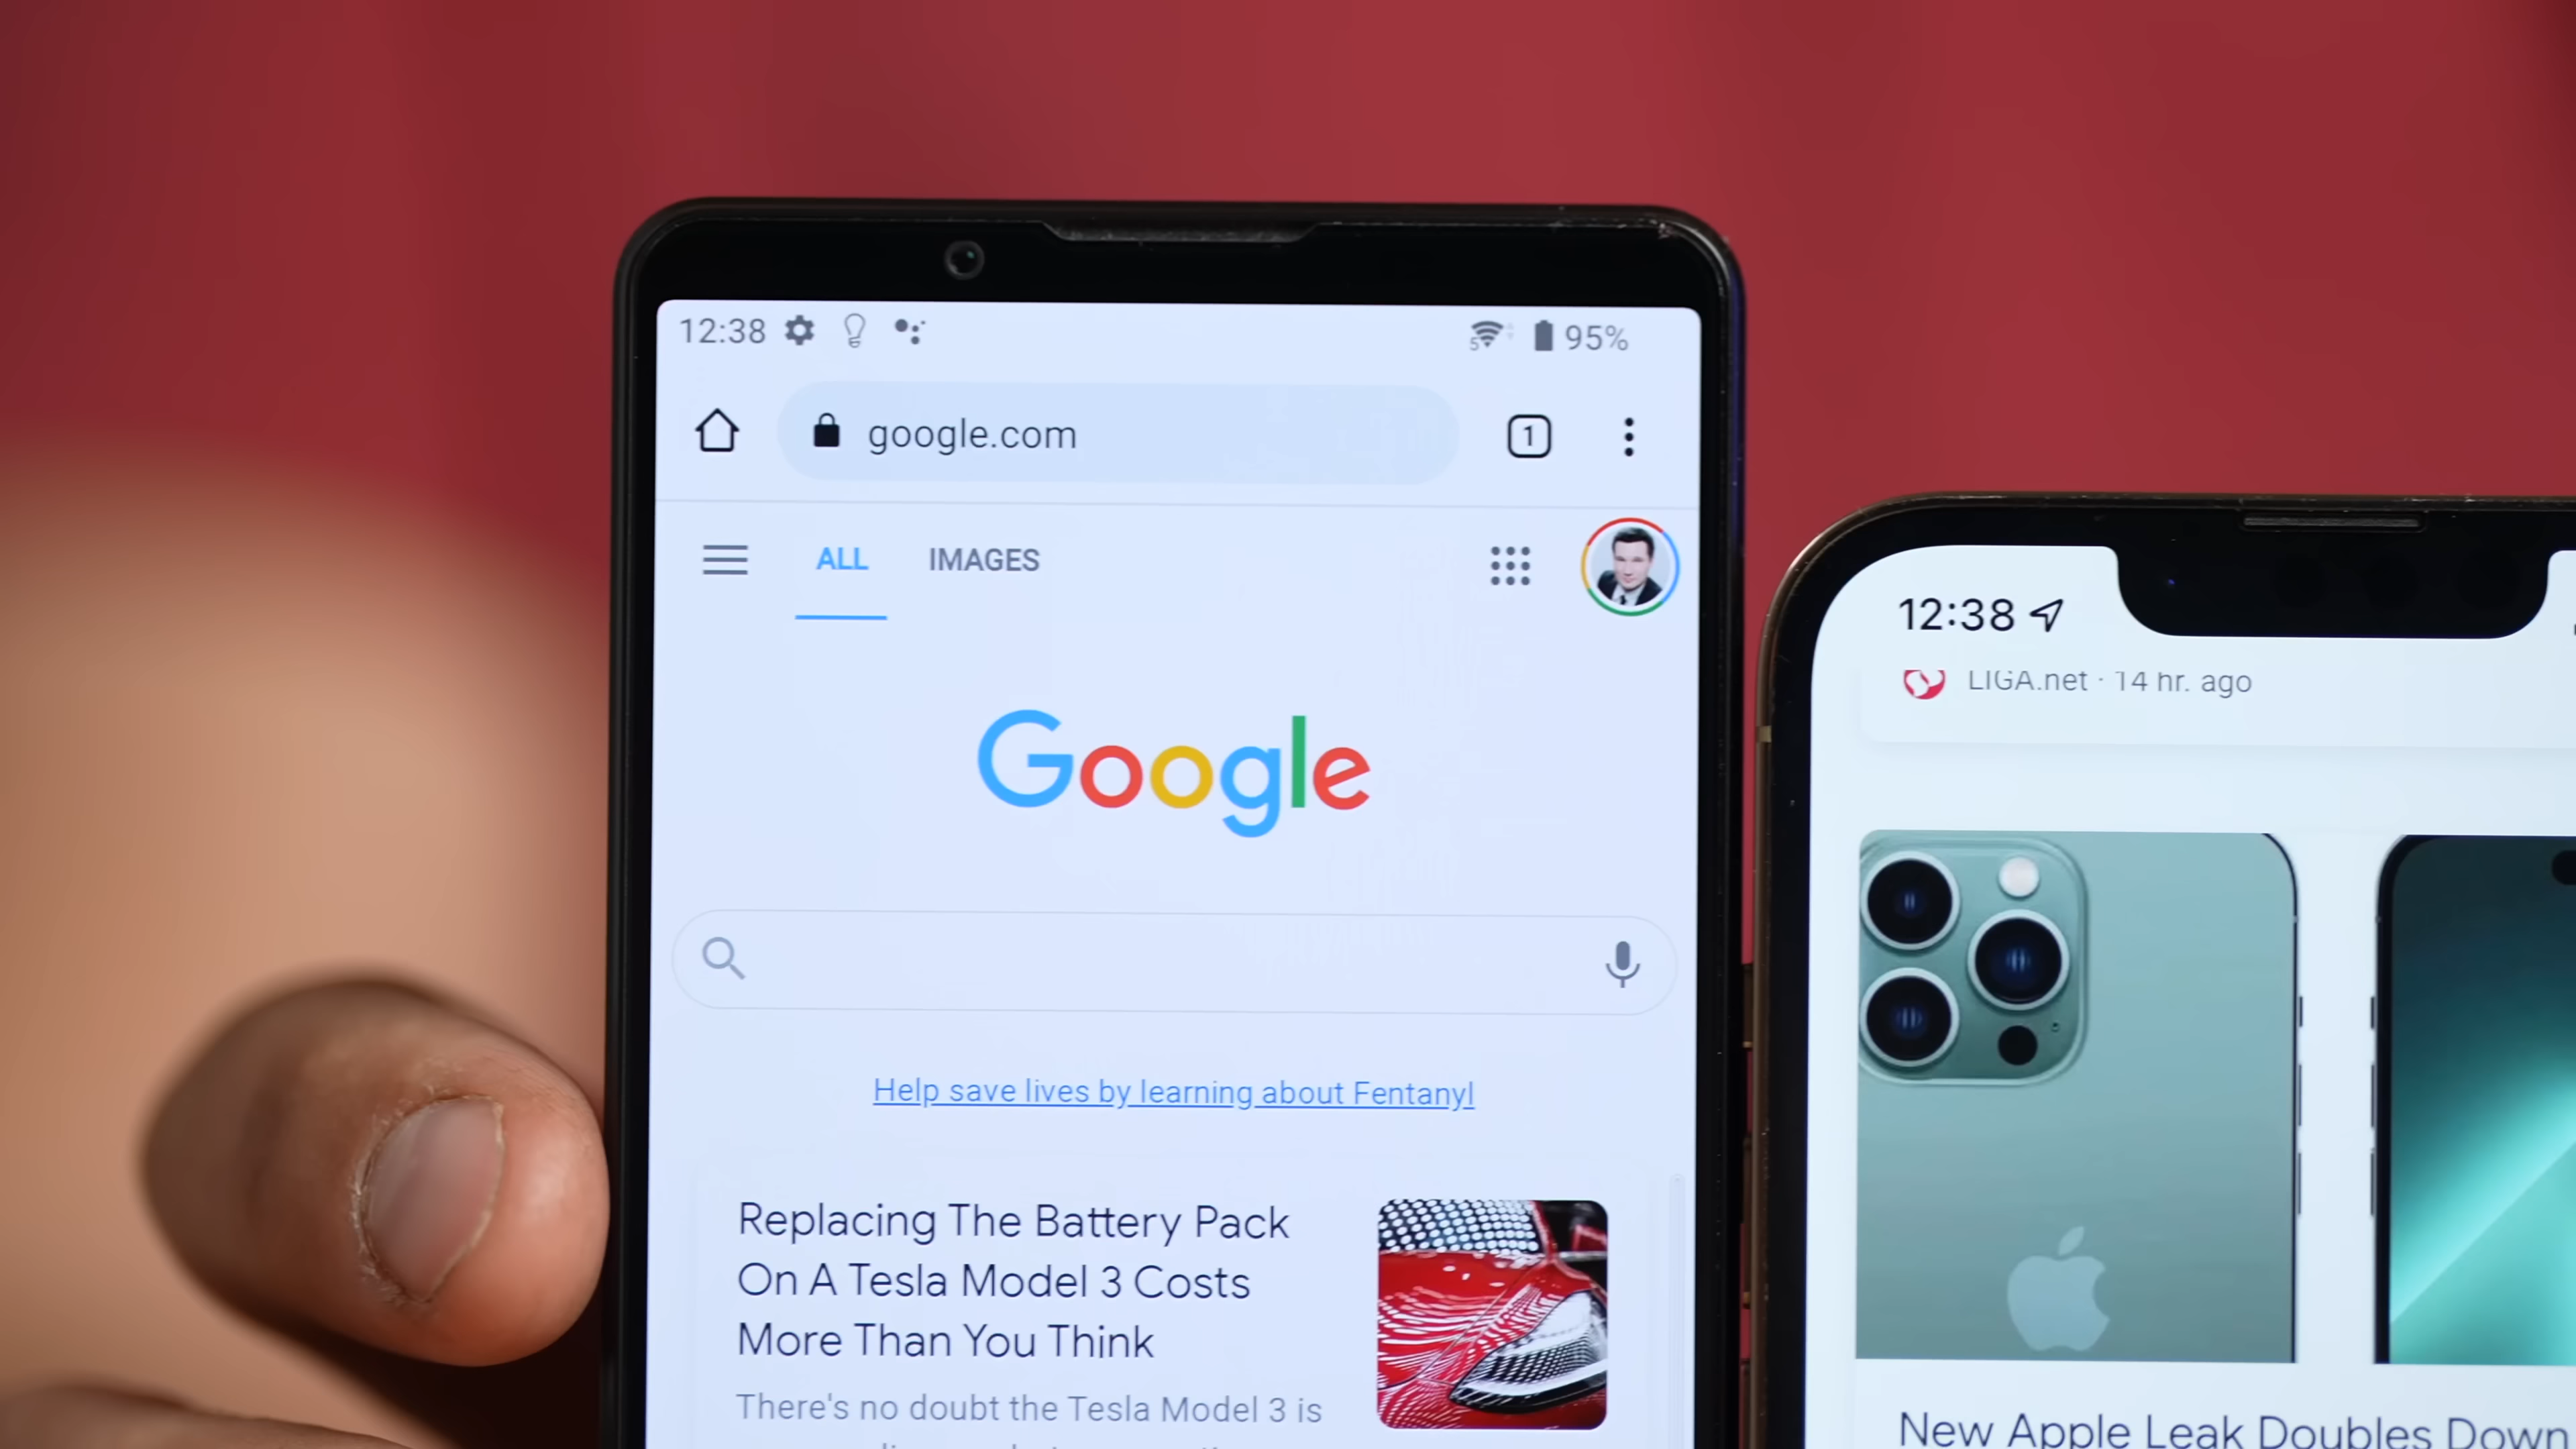 12:38
5
95%
google.com
1
ALL IMAGES
Google
Help save lives by learning about Fentanyl
Replacing The Battery Pack
On A Tesla Model 3 Costs
More Than You Think
There's no doubt the Tesla Model 3 is
12:38
LIGA.net · 14 hr. ago
New Apple Leak Doubles Down